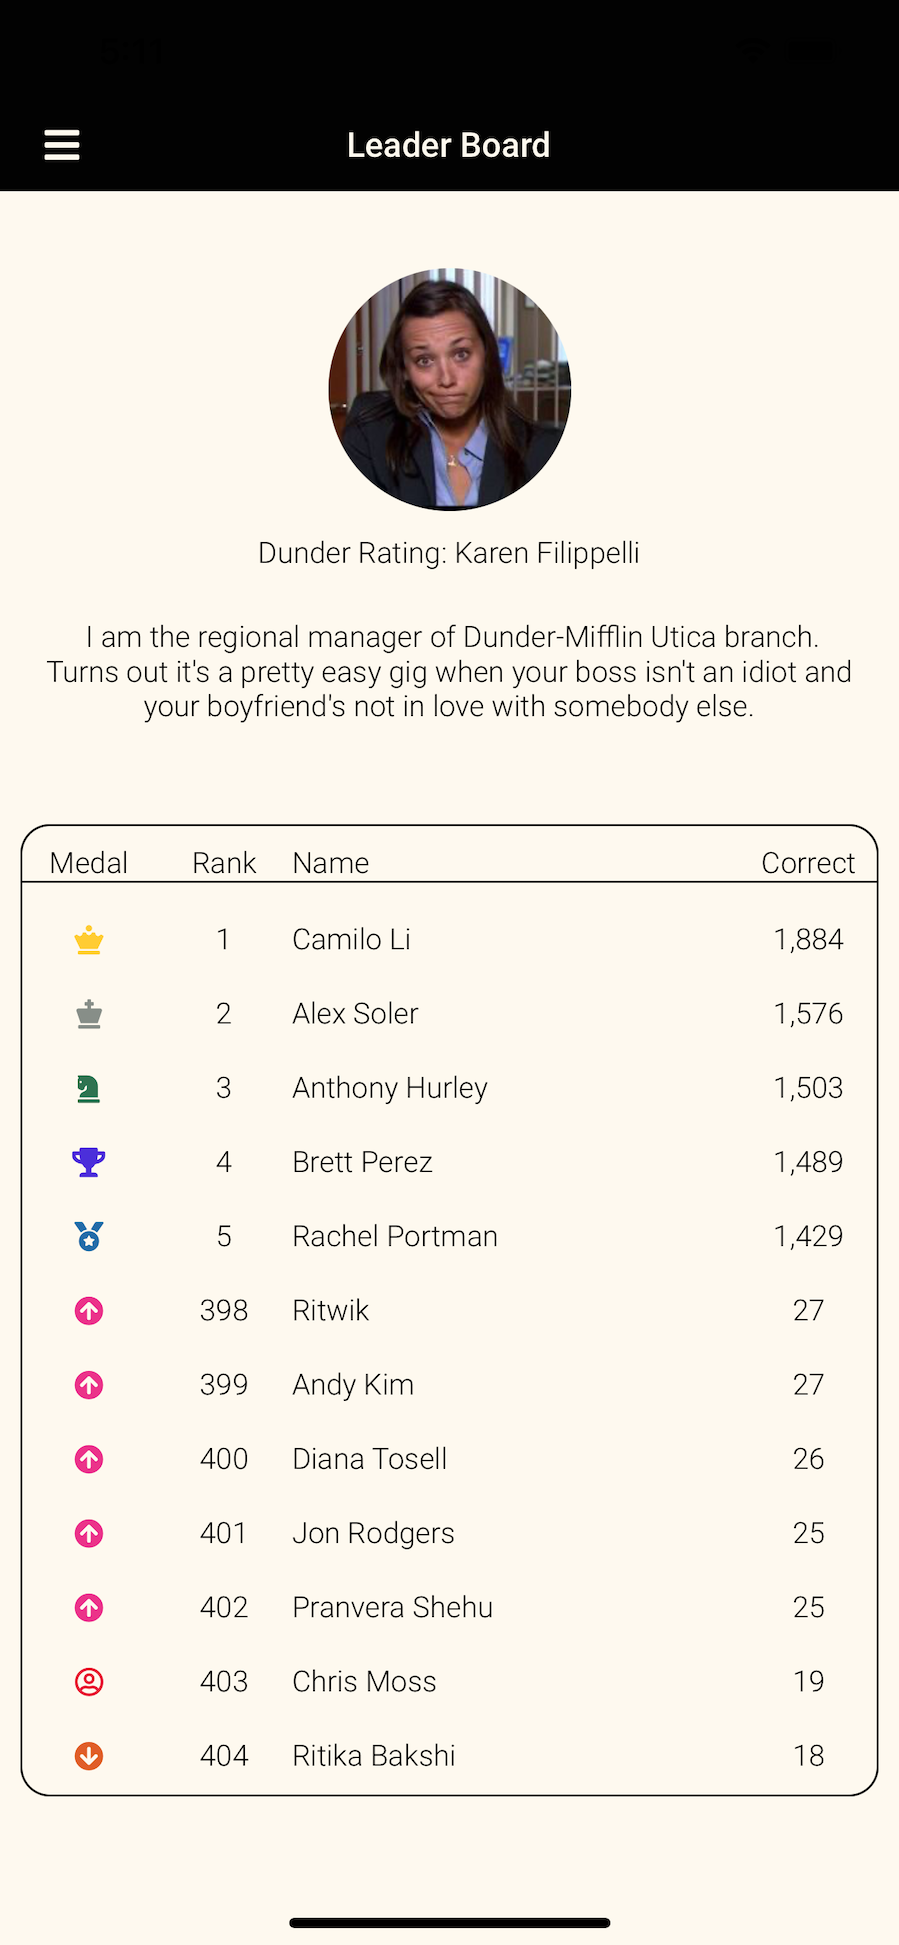 Leader Board
Dunder Rating: Karen Filippelli
I am the regional manager of Dunder-Mifflin Utica branch.
Turns out it's a pretty easy gig when your boss isn't an idiot and
your boyfriend's not in love with somebody else.
Medal Rank Name Correct
1 Camilo Li 1,884
2 Alex Soler 1,576
3 Anthony Hurley 1,503
4 Brett Perez 1,489
5 Rachel Portman 1,429
398 Ritwik 27
399 Andy Kim 27
400 Diana Tosell 26
401 Jon Rodgers 25
402 Pranvera Shehu 25
403 Chris Moss 19
404 Ritika Bakshi 18